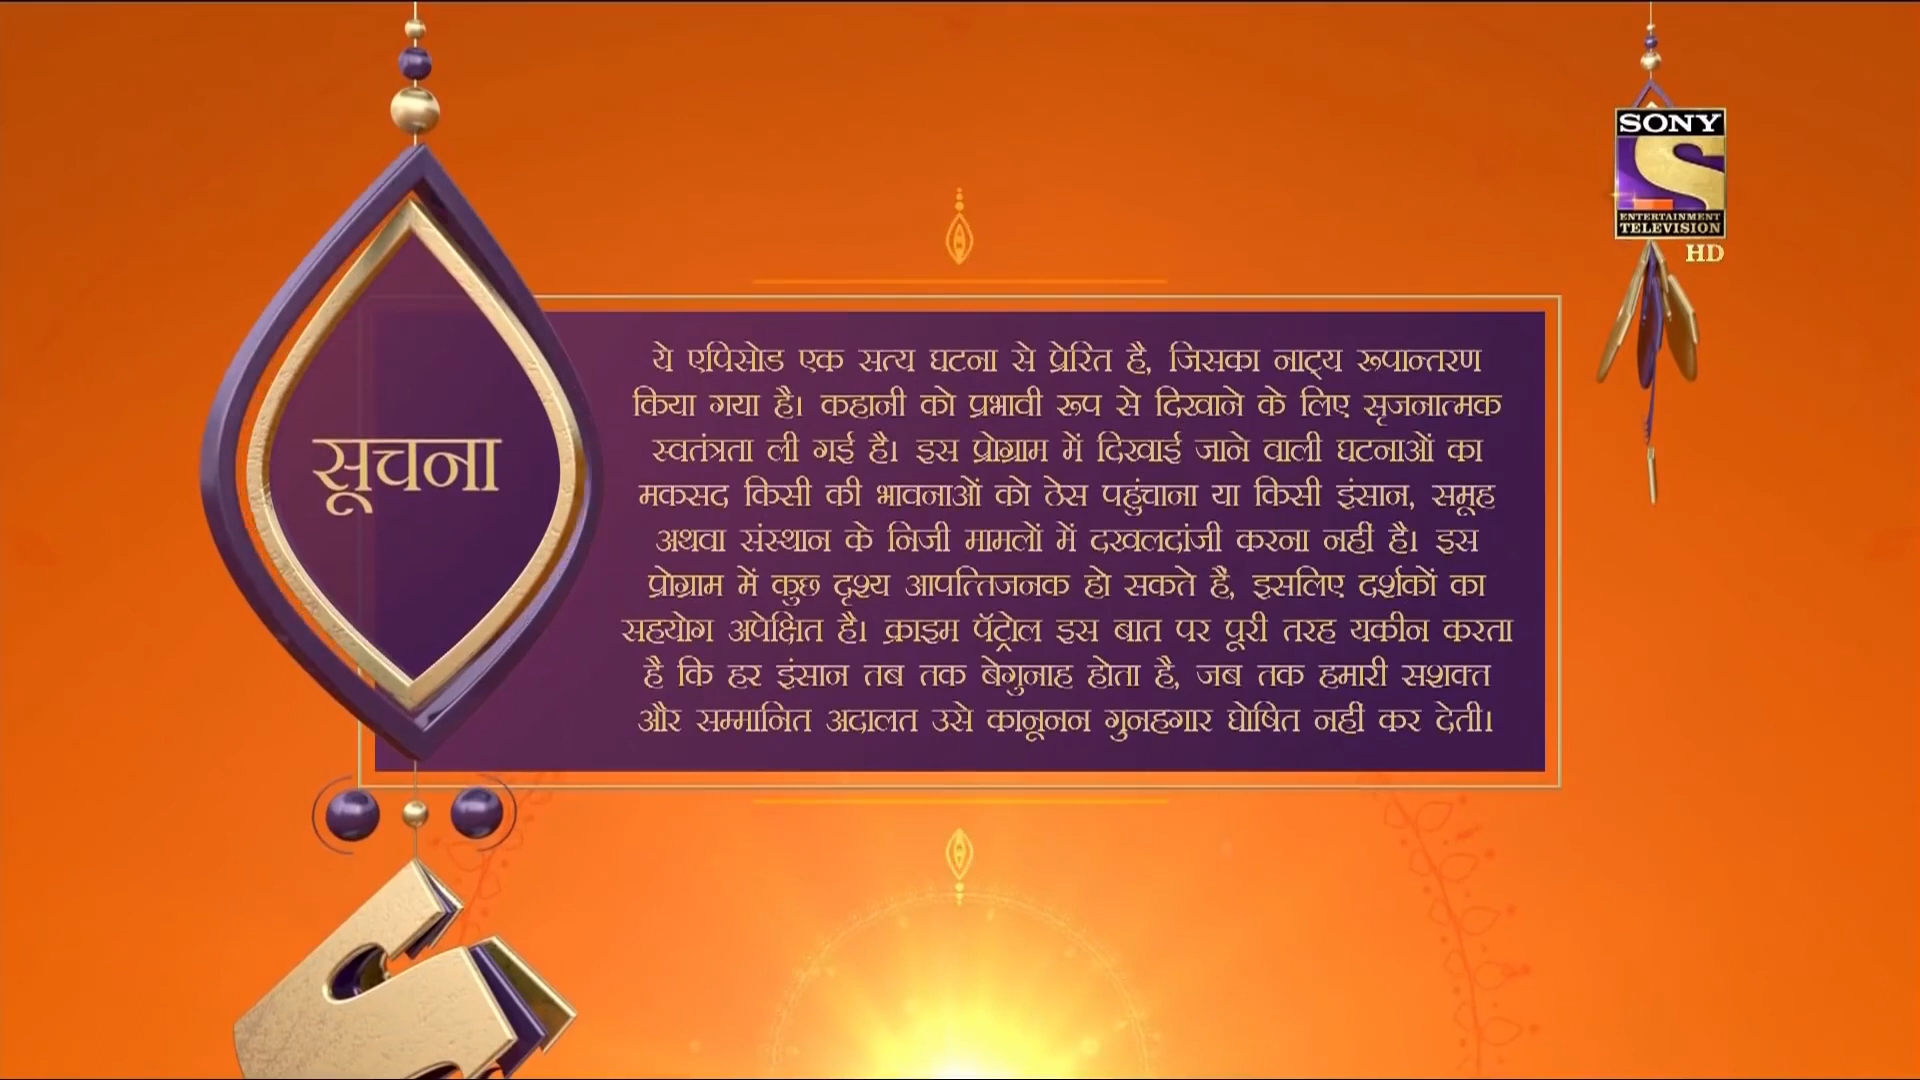 सूचना
ये एपिसोड एक सत्य घटना से प्रेरित है, जिसका नाट्य रूपान्तरण
किया गया है। कहानी को प्रभावी रूप से दिखाने के लिए सृजनात्मक
स्वतंत्रता ली गई है। इस प्रोग्राम में दिखाई जाने वाली घटनाओं का
मकसद किसी की भावनाओं को ठेस पहुंचाना या किसी इंसान, समूह
अथवा संस्थान के निजी मामलों में दखलदांजी करना नहीं है। इस
प्रोग्राम में कुछ दृश्य आपत्तिजनक हो सकते हैं, इसलिए दर्शकों का
सहयोग अपेक्षित है। क्राइम पॅट्रोल इस बात पर पूरी तरह यकीन करता
है कि हर इंसान तब तक बेगुनाह होता है, जब तक हमारी सशक्त
और सम्मानित अदालत उसे कानूनन गुनहगार घोषित नहीं कर देती।
SONY
ENTERTAINMENT
TELEVISION
HD